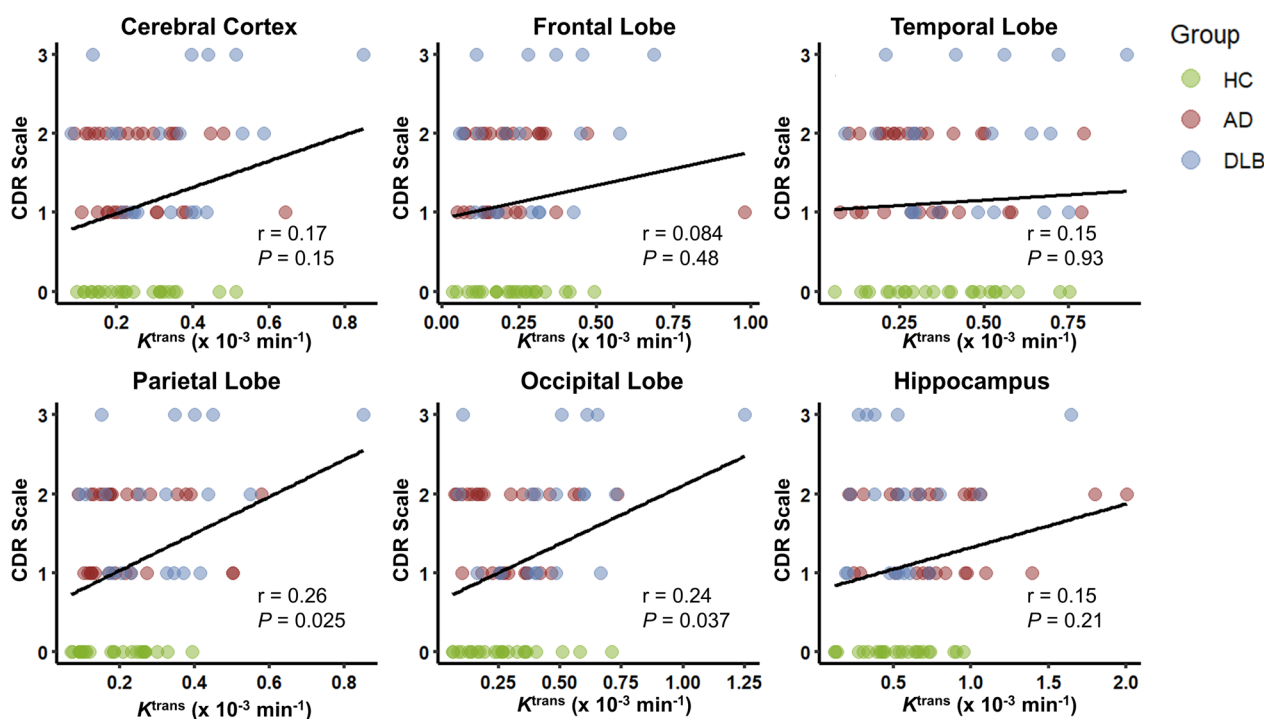 Cerebral Cortex
CDR Scale
3
2
1
0
r = 0.17
P = 0.15
0.2 0.4 0.6 0.8
Ktrans (x 10-3 min-1)
Frontal Lobe
CDR Scale
3
2
1
0
r = 0.084
P = 0.48
0.00 0.25 0.50 0.75 1.00
Ktrans (x 10-3 min-1)
Temporal Lobe
CDR Scale
3
2
1
0
r = 0.15
P = 0.93
0.25 0.50 0.75
Ktrans (x 10-3 min-1)
Group
HC
AD
DLB
Parietal Lobe
CDR Scale
3
2
1
0
r = 0.26
P = 0.025
0.2 0.4 0.6 0.8
Ktrans (x 10-3 min-1)
Occipital Lobe
CDR Scale
3
2
1
0
r = 0.24
P = 0.037
0.25 0.50 0.75 1.00 1.25
Ktrans (x 10-3 min-1)
Hippocampus
CDR Scale
3
2
1
0
r = 0.15
P = 0.21
0.5 1.0 1.5 2.0
Ktrans (x 10-3 min-1)